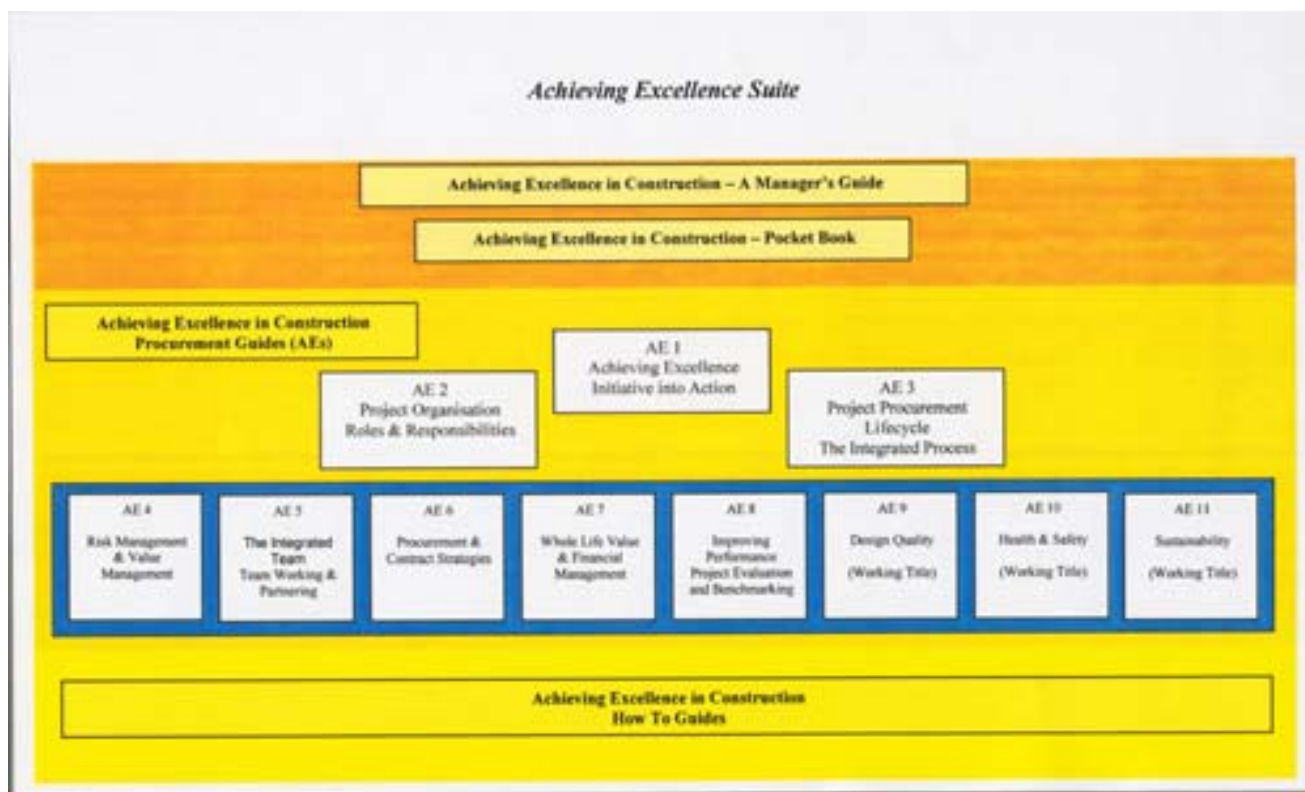 Achieving Excellence Suite
Achieving Excellence in Construction – A Manager's Guide
Achieving Excellence in Construction – Pocket Book
Achieving Excellence in Construction
Procurement Guides (AEs)
AE 1
Achieving Excellence
Initiative into Action
AE 2
Project Organisation
Roles & Responsibilities
AE 3
Project Procurement
Lifecycle
The Integrated Process
AE 4
Risk Management
& Value
Management
AE 5
The Integrated
Team
Team Working &
Partnering
AE 6
Procurement &
Contract Strategies
AE 7
Whole Life Value
& Financial
Management
AE 8
Improving
Performance
Project Evaluation
and Benchmarking
AE 9
Design Quality
(Working Title)
AE 10
Health & Safety
(Working Title)
AE 11
Sustainability
(Working Title)
Achieving Excellence in Construction
How To Guides